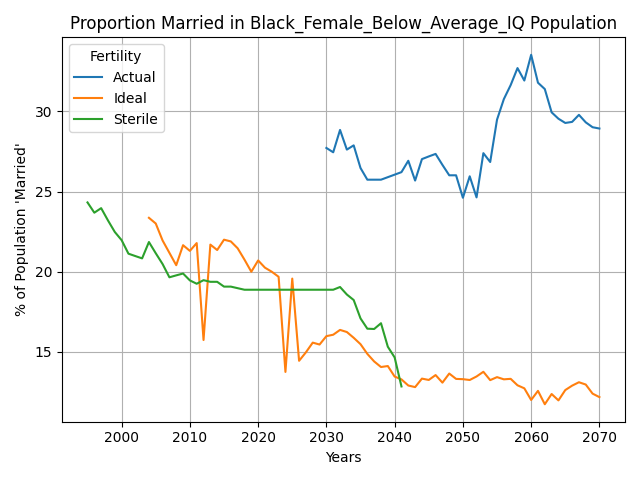 Proportion Married in Black_Female_Below_Average_IQ Population
Fertility
Actual
Ideal
Sterile
% of Population 'Married'
30
25
20
15
2000 2010 2020 2030 2040 2050 2060 2070
Years